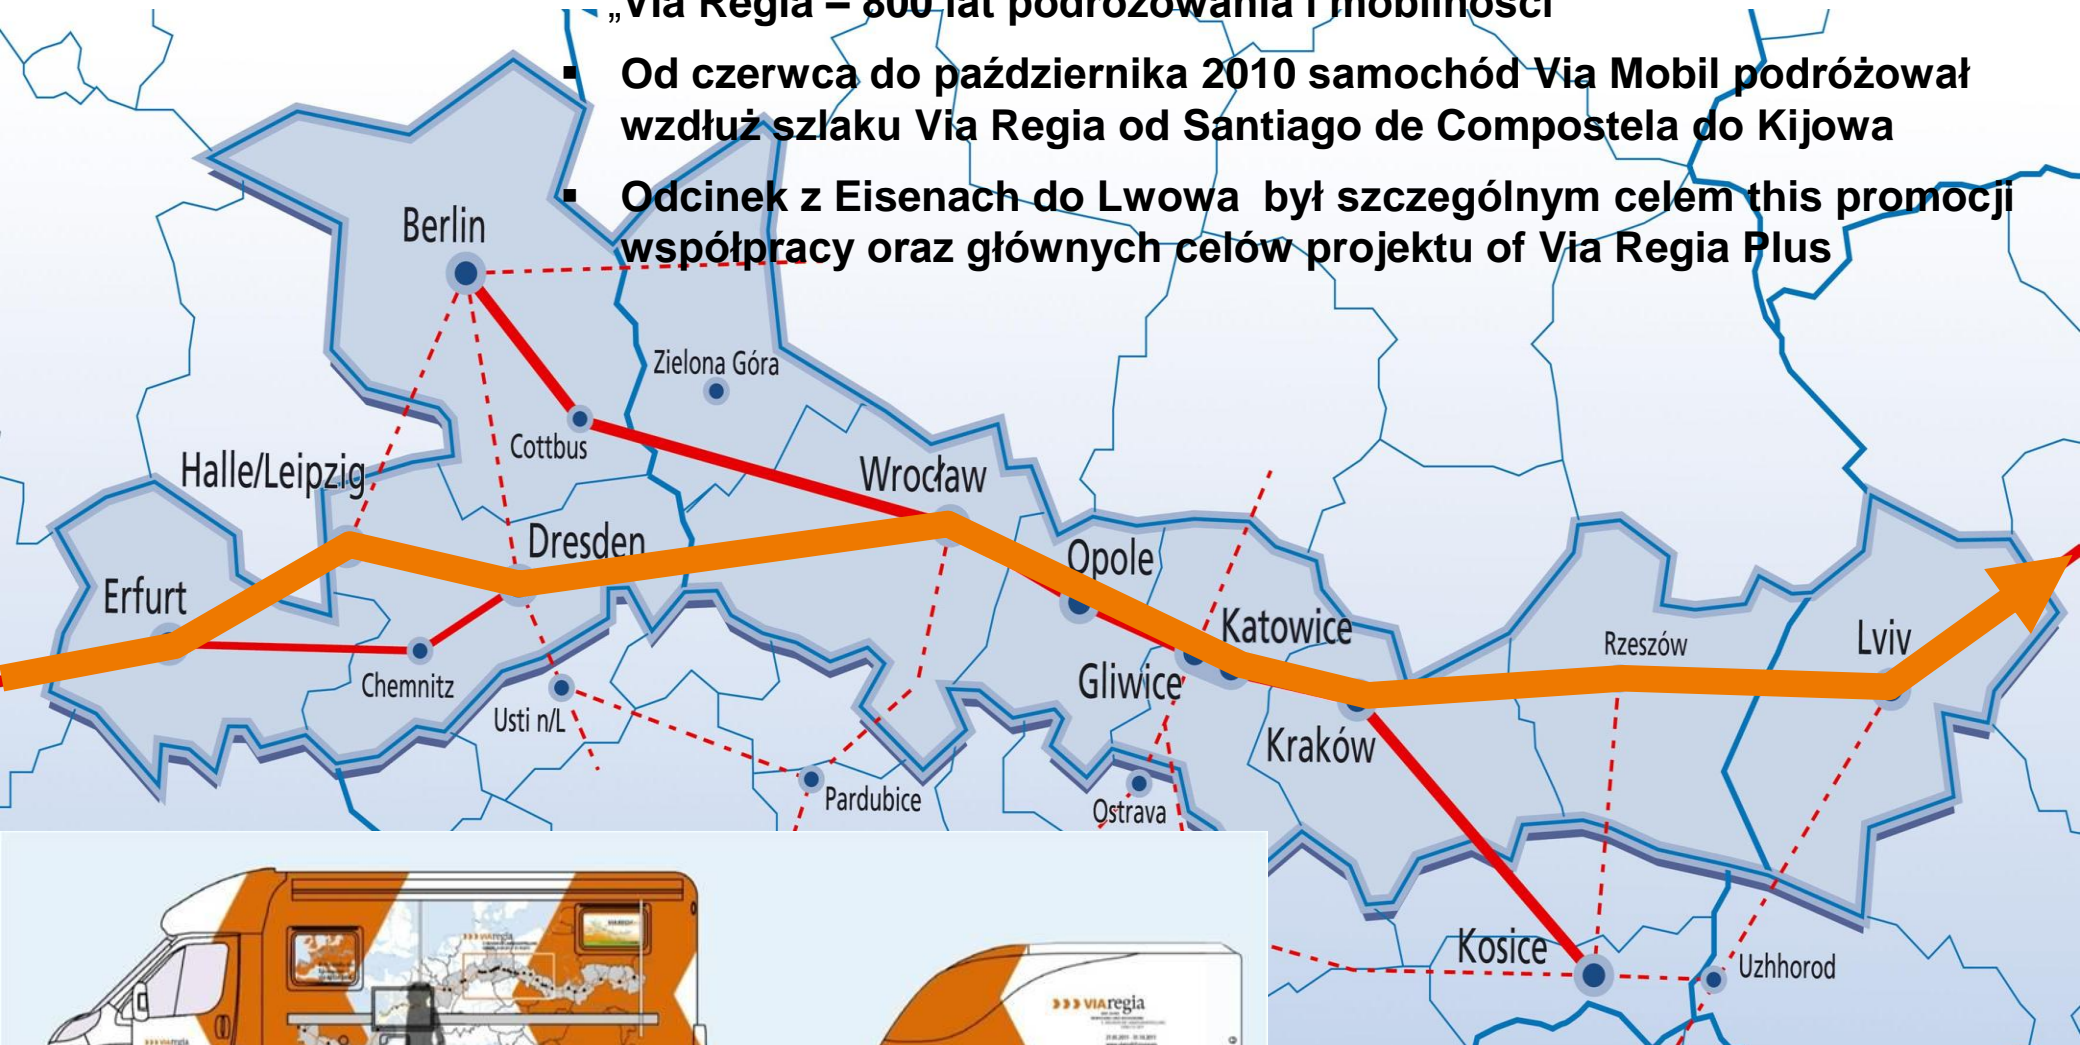 „Via Regia – 800 lat podróżowania i mobilności
▪ Od czerwca do października 2010 samochód Via Mobil podróżował
wzdłuż szlaku Via Regia od Santiago de Compostela do Kijowa
▪ Odcinek z Eisenach do Lwowa był szczególnym celem this promocji
współpracy oraz głównych celów projektu of Via Regia Plus
Berlin
Zielona Góra
Cottbus
Halle/Leipzig
Wrocław
Dresden
Opole
Erfurt
Katowice
Rzeszów
Lviv
Chemnitz
Gliwice
Usti n/L
Kraków
Pardubice
Ostrava
Kosice
Uzhhorod
VIAregia
VIAregia